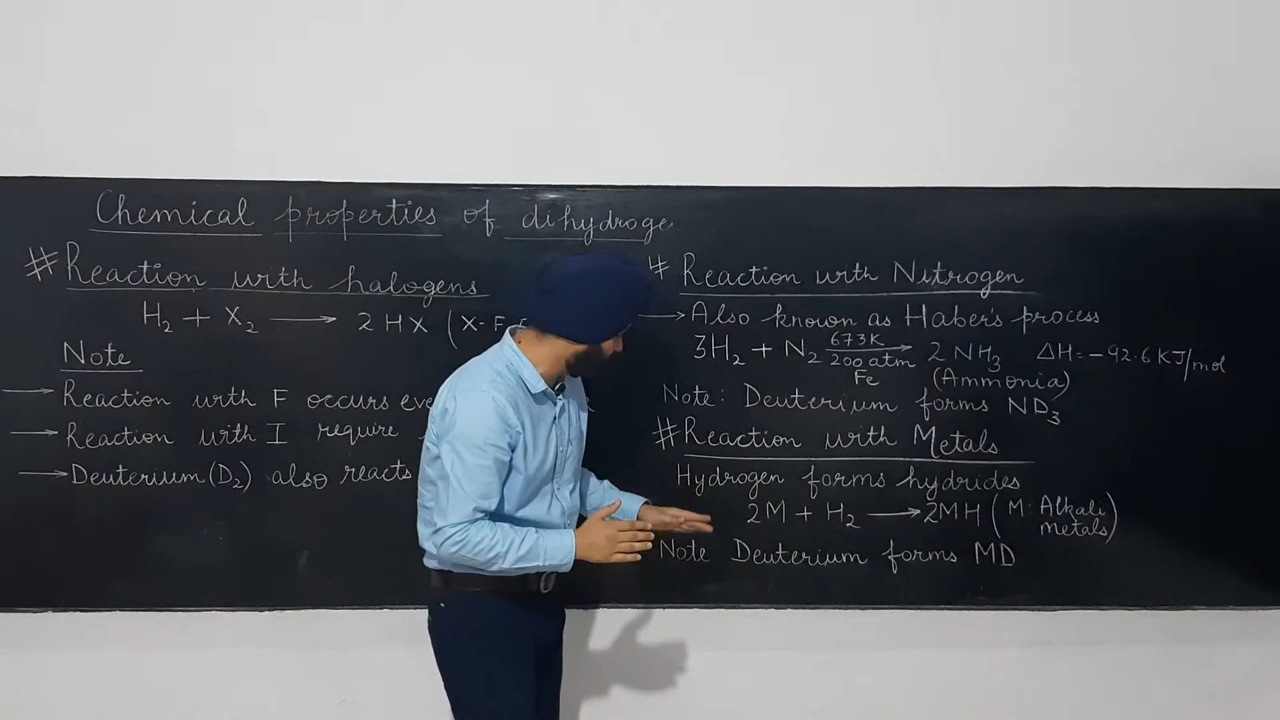 Chemical properties of dihydroge
# Reaction with halogens
H₂ + X₂ ⟶ 2HX (X-F
Note
→ Reaction with F occurs eve
→ Reaction with I require
→ Deuterium (D₂) also reacts
# Reaction with Nitrogen
→ Also known as Haber's process
3H₂ + N₂ 673K ⟶ 200 atm Fe 2NH₃ ΔH = -92.6 KJ/mol
(Ammonia)
Note: Deuterium forms ND₃
# Reaction with Metals
Hydrogen forms hydrides
2M + H₂ ⟶ 2MH (M: Alkali metals)
Note Deuterium forms MD